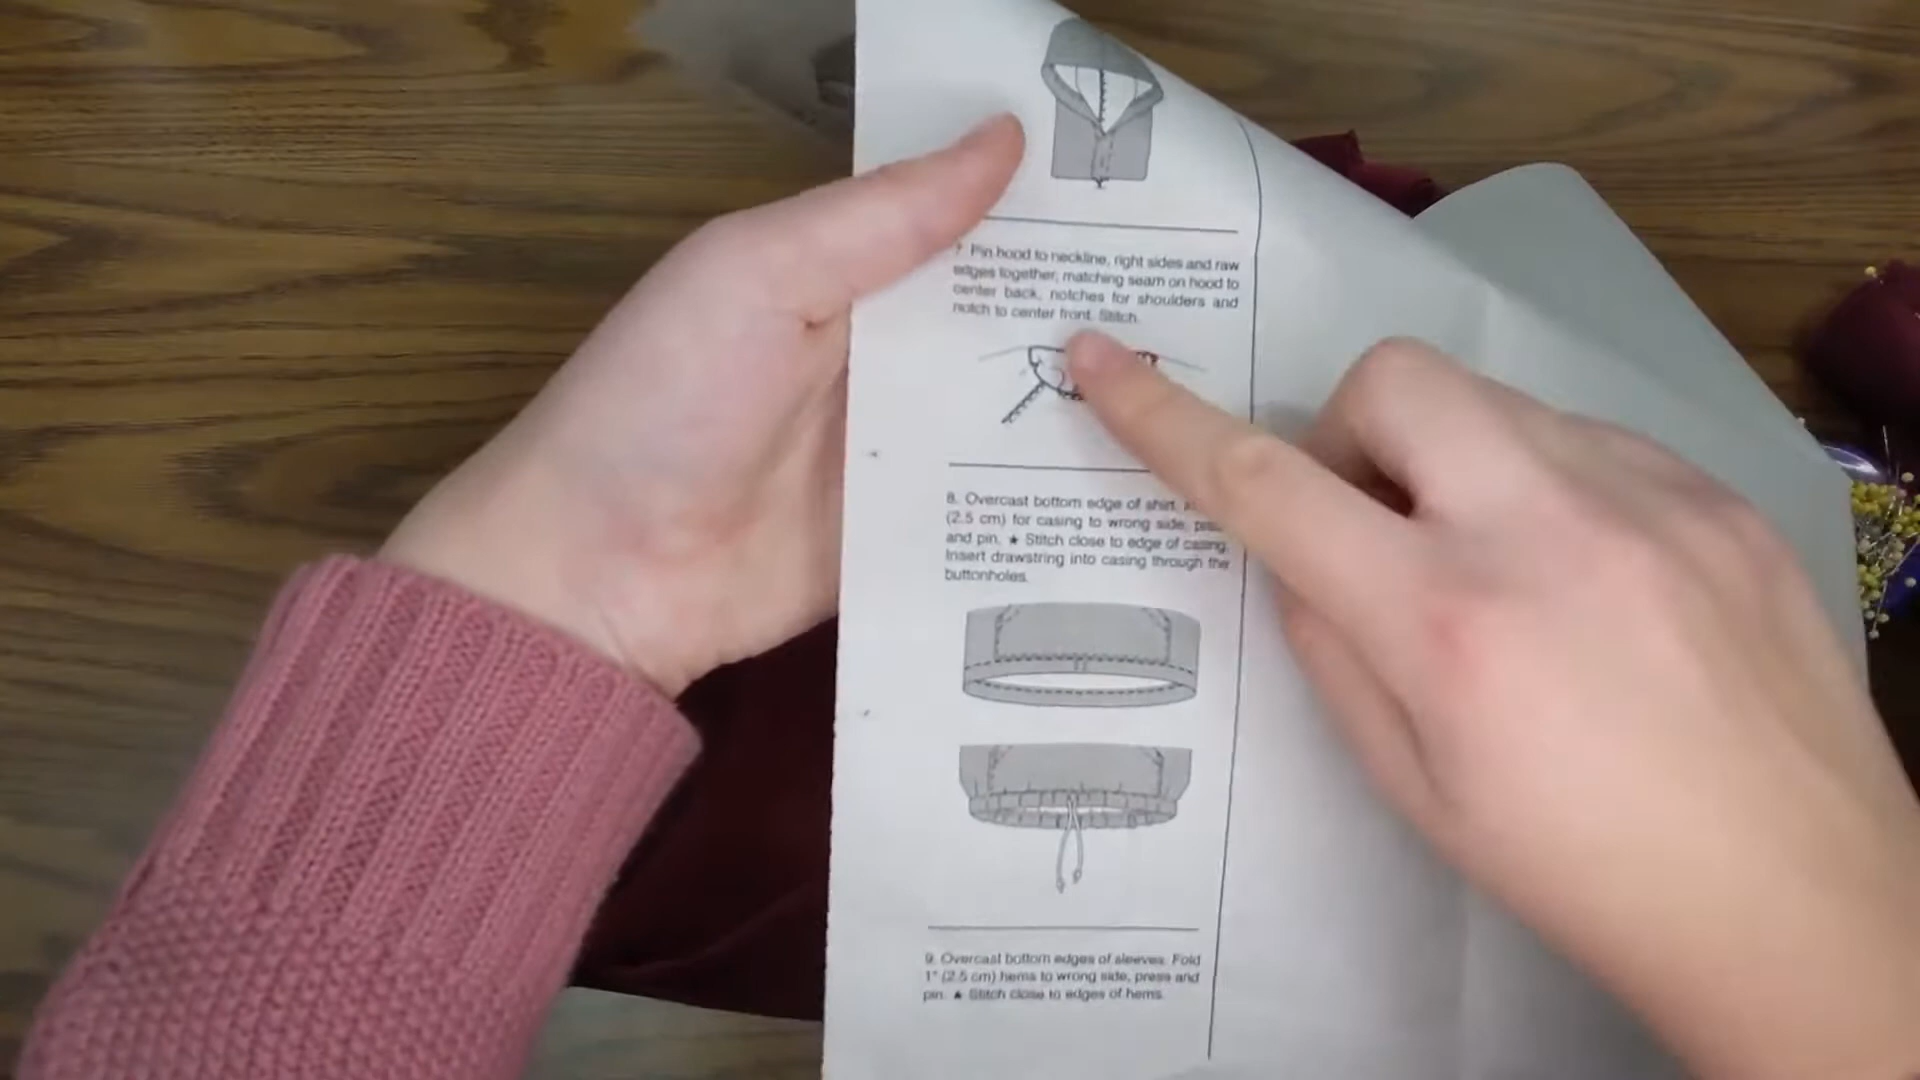 7. Pin hood to neckline, right sides and raw
edges together, matching seam on hood to
center back, notches for shoulders and
notch to center front. Stitch.
8. Overcast bottom edge of shirt.
(2.5 cm) for casing to wrong side, press
and pin. ★ Stitch close to edge of casing.
Insert drawstring into casing through the
buttonholes.
9. Overcast bottom edges of sleeves. Fold
1" (2.5 cm) hems to wrong side, press and
pin. ★ Stitch close to edges of hems.